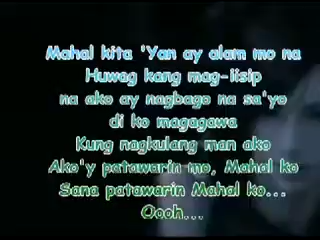 Mahal kita 'Yan ay alam mo na
Huwag kang mag-iisip
na ako ay nagbago na sa'yo
di ko magagawa
Kung nagkulang man ako
Ako'y patawarin mo, Mahal ko
Sana patawarin Mahal ko...
Oooh...